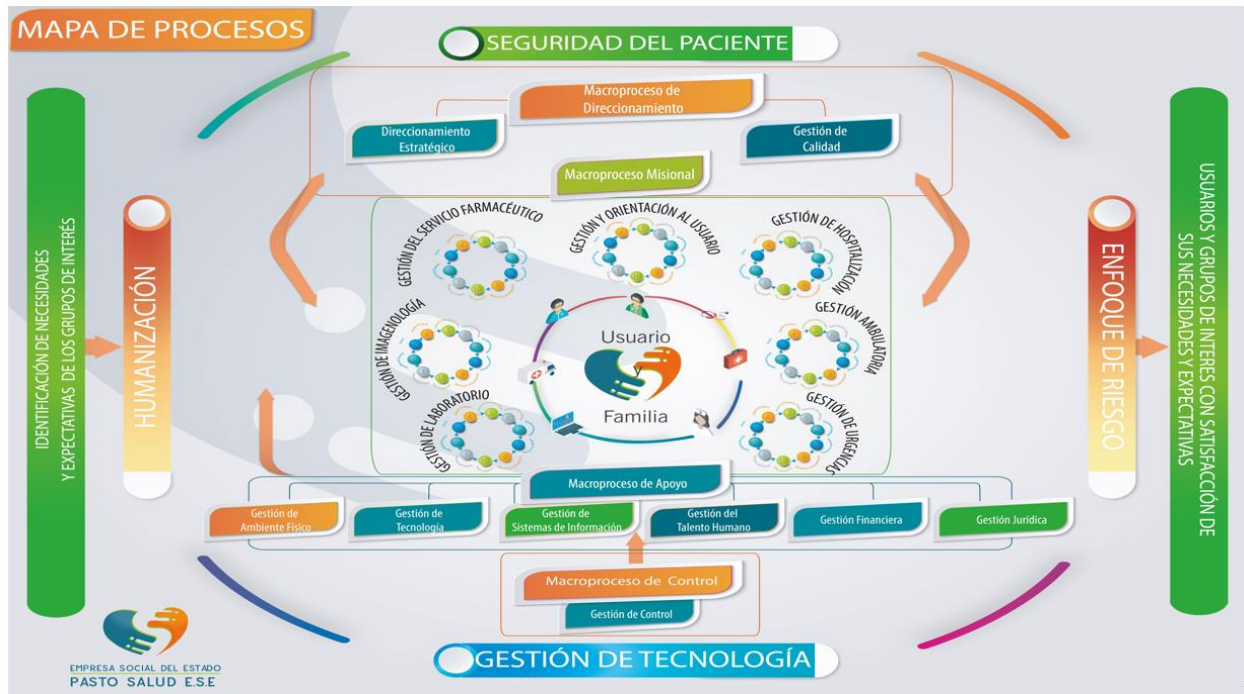 MAPA DE PROCESOS
SEGURIDAD DEL PACIENTE
Macroproceso de
Direccionamiento
Direccionamiento
Estratégico
Gestión de
Calidad
Macroproceso Misional
IDENTIFICACIÓN DE NECESIDADES
Y EXPECTATIVAS DE LOS GRUPOS DE INTERÉS
HUMANIZACIÓN
GESTIÓN DEL SERVICIO FARMACÉUTICO
GESTIÓN Y ORIENTACIÓN AL USUARIO
GESTIÓN DE HOSPITALIZACIÓN
GESTIÓN DE IMAGENOLOGÍA
GESTIÓN AMBULATORIA
GESTIÓN DE LABORATORIO
GESTIÓN DE URGENCIAS
Usuario
y
Familia
ENFOQUE DE RIESGO
USUARIOS Y GRUPOS DE INTERES CON SATISFACCIÓN DE
SUS NECESIDADES Y EXPECTATIVAS
Macroproceso de Apoyo
Gestión de
Ambiente Físico
Gestión de
Tecnología
Gestión de
Sistemas de Información
Gestión del
Talento Humano
Gestión Financiera
Gestión Jurídica
Macroproceso de Control
Gestión de Control
GESTIÓN DE TECNOLOGÍA
EMPRESA SOCIAL DEL ESTADO
PASTO SALUD E.S.E